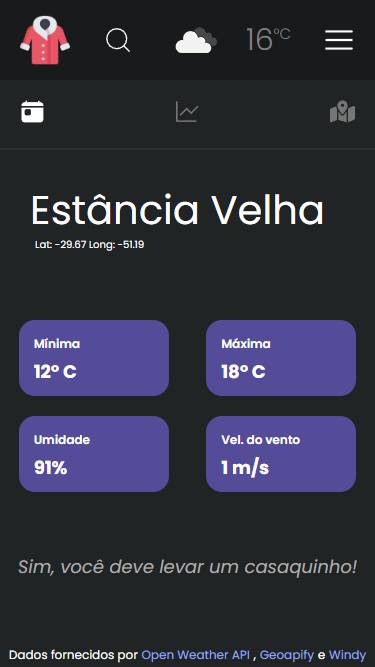 16°C
Estância Velha
Lat: -29.67 Long: -51.19
Mínima
12º C
Máxima
18º C
Umidade
91%
Vel. do vento
1 m/s
Sim, você deve levar um casaquinho!
Dados fornecidos por Open Weather API , Geoapify e Windy